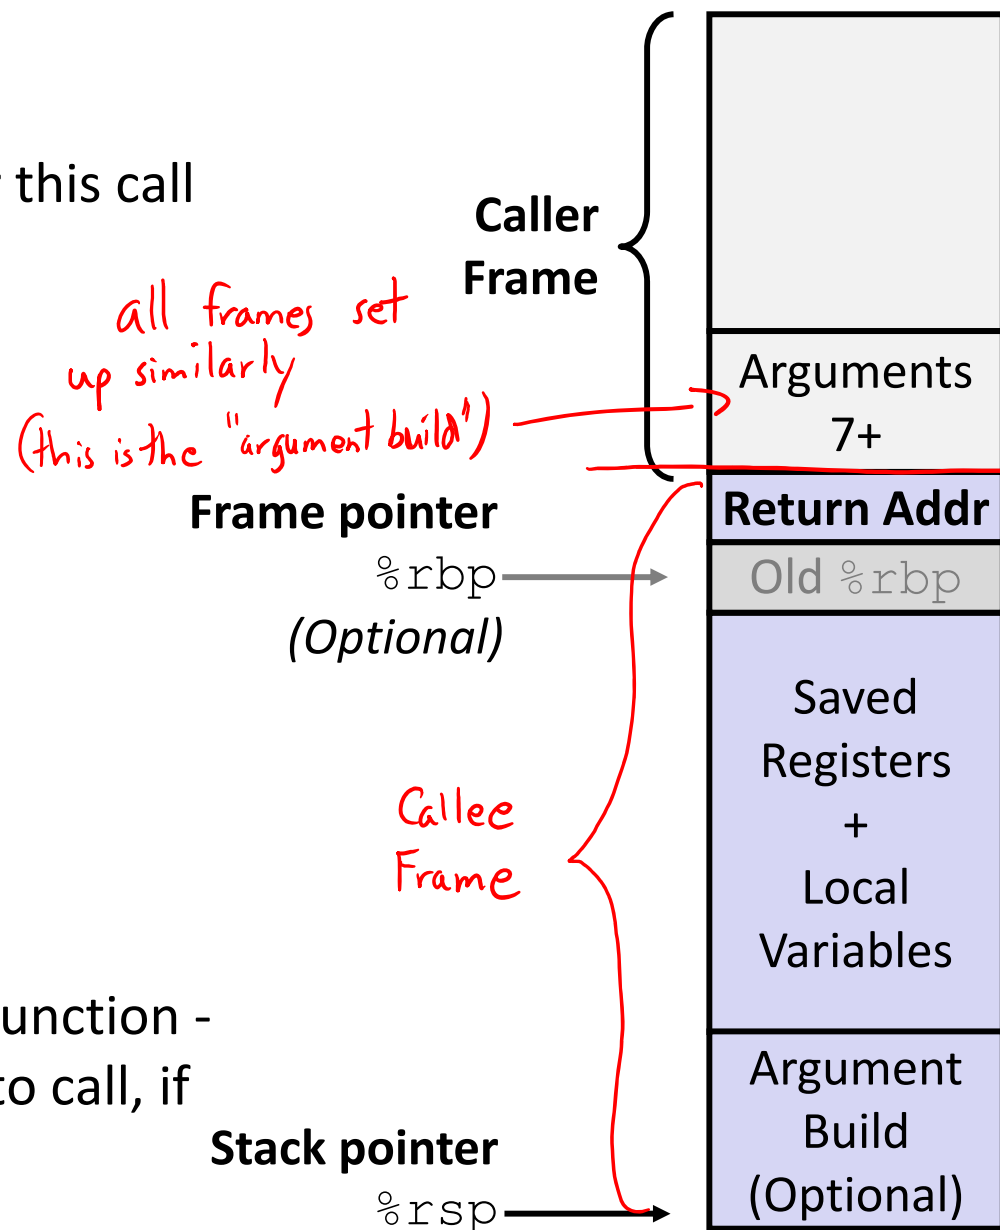 r this call
Caller
Frame
all frames set
up similarly
(this is the "argument build")
Arguments
7+
Frame pointer
%rbp
(Optional)
Return Addr
Old %rbp
Saved
Registers
+
Local
Variables
Callee
Frame
unction -
to call, if
Stack pointer
%rsp
Argument
Build
(Optional)